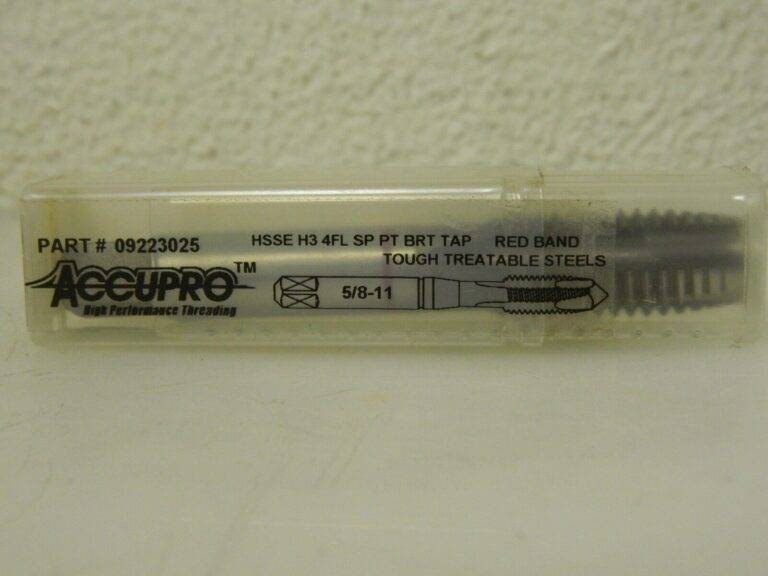 PART # 09223025
HSSE H3 4FL SP PT BRT TAP RED BAND
TOUGH TREATABLE STEELS
ACCUPRO™
High Performance Threading
5/8-11